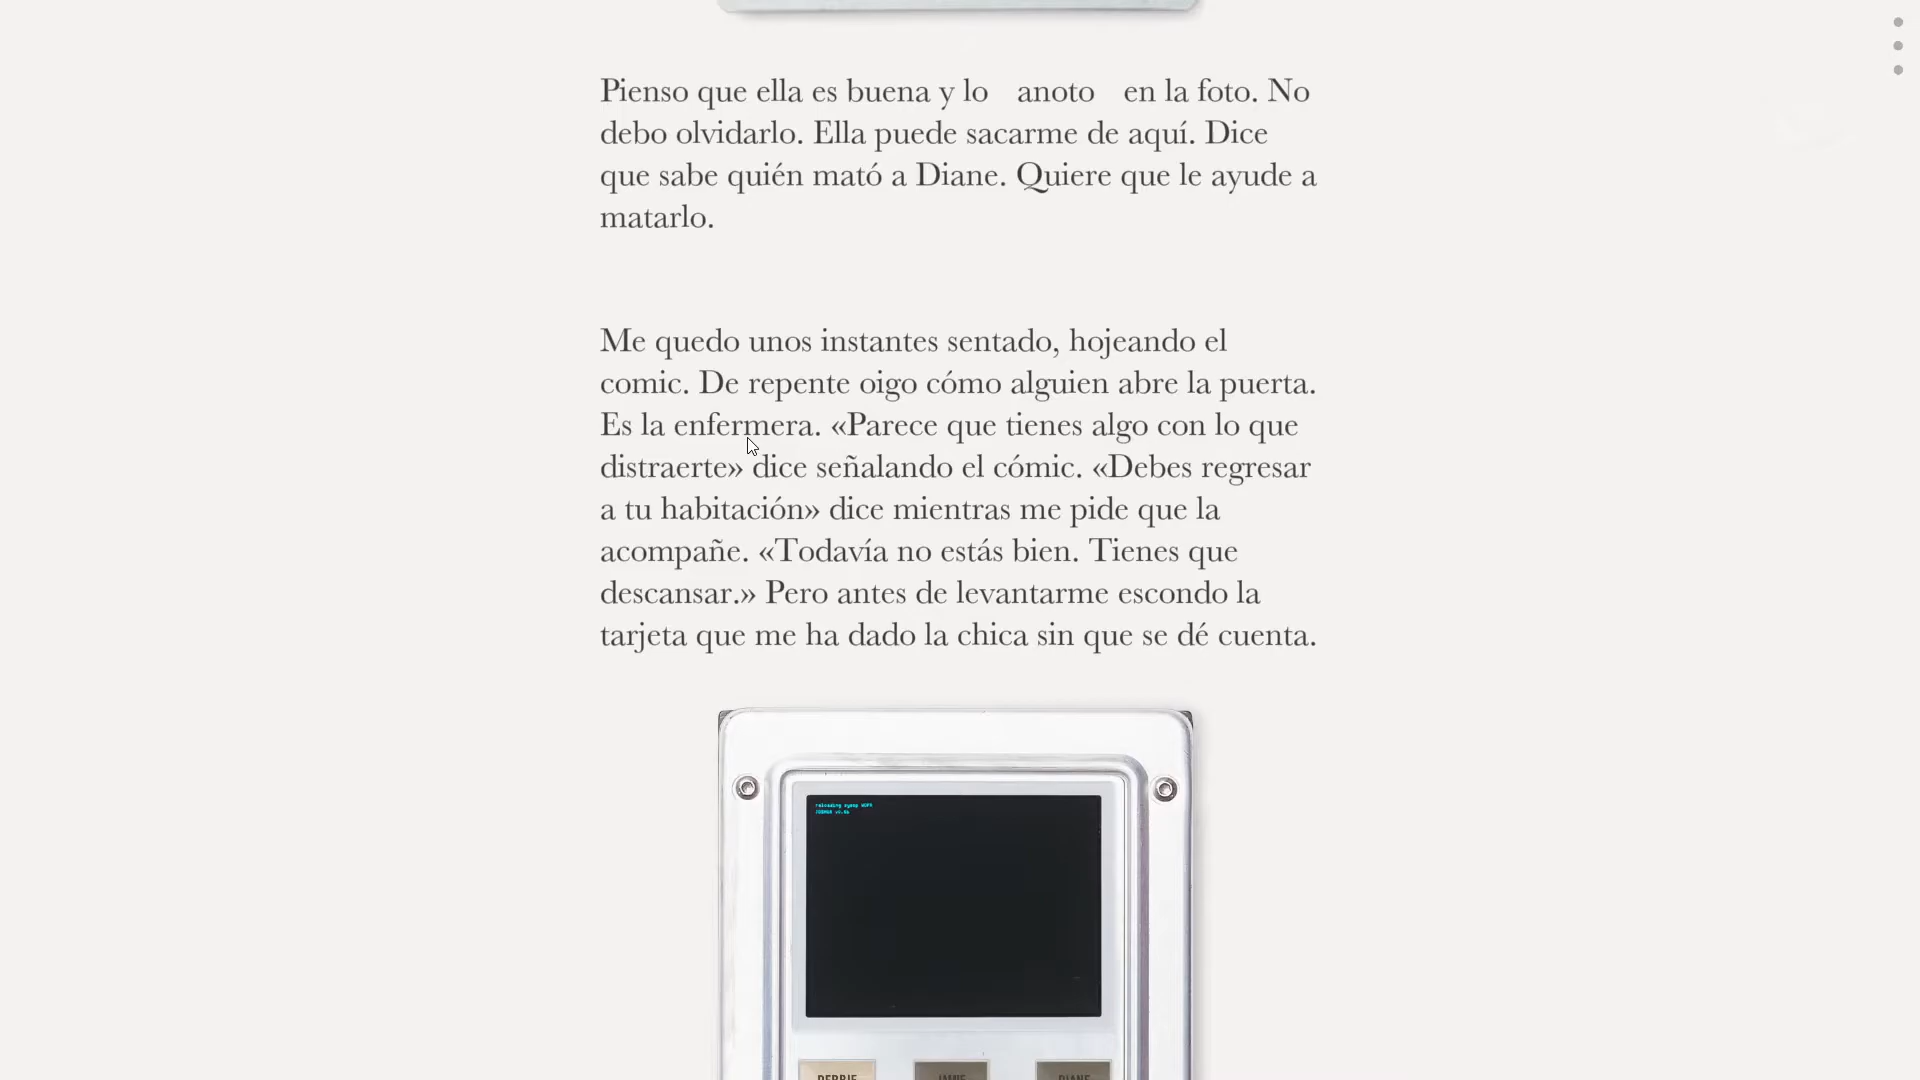 Pienso que ella es buena y lo anoto en la foto. No
debo olvidarlo. Ella puede sacarme de aquí. Dice
que sabe quién mató a Diane. Quiere que le ayude a
matarlo.
Me quedo unos instantes sentado, hojeando el
comic. De repente oigo cómo alguien abre la puerta.
Es la enfermera. «Parece que tienes algo con lo que
distraerte» dice señalando el cómic. «Debes regresar
a tu habitación» dice mientras me pide que la
acompañe. «Todavía no estás bien. Tienes que
descansar.» Pero antes de levantarme escondo la
tarjeta que me ha dado la chica sin que se dé cuenta.
DEBBIE JAMIE DIANE